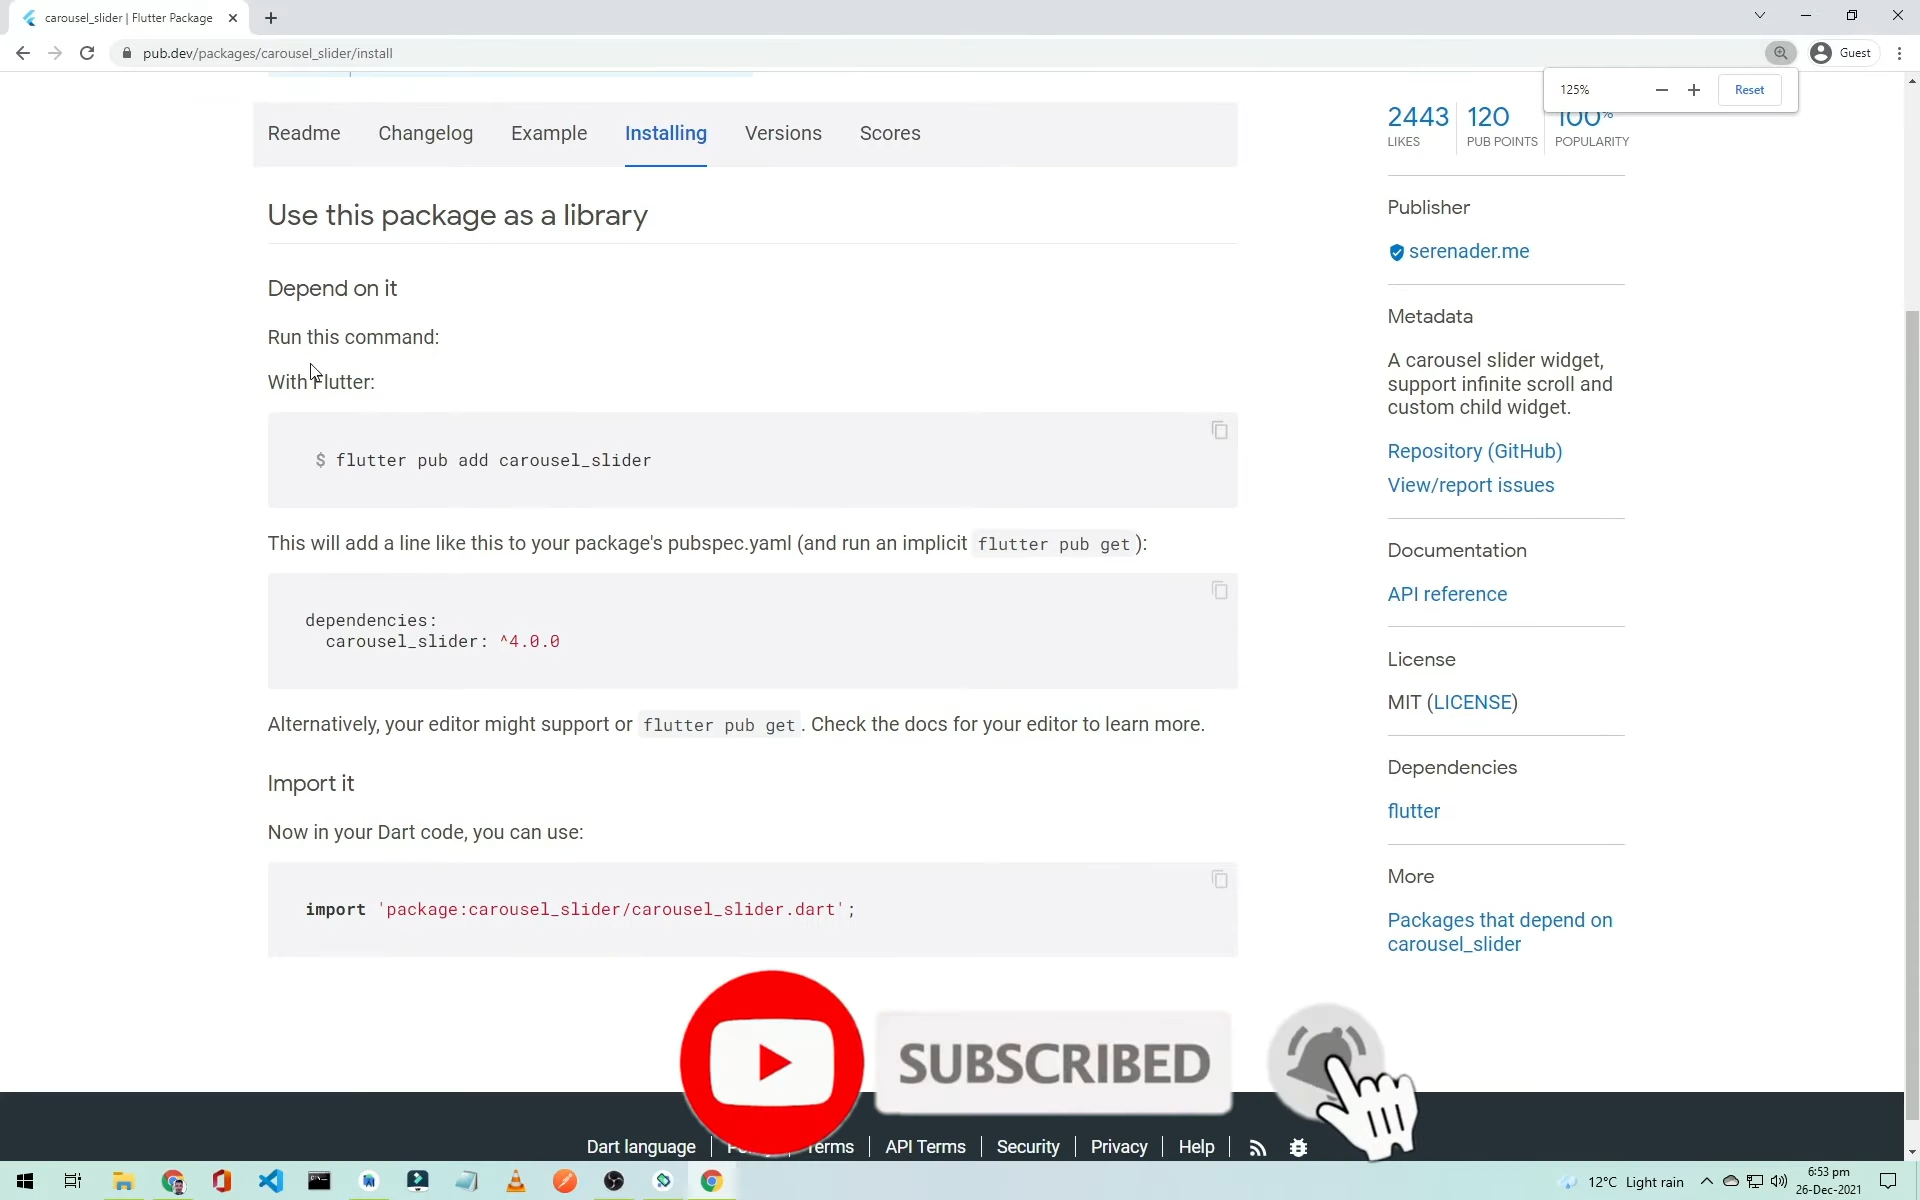 carousel_slider | Flutter Package
pub.dev/packages/carousel_slider/install
Guest
125%
Reset
Readme Changelog Example Installing Versions Scores
2443 120 100%
LIKES PUB POINTS POPULARITY
Use this package as a library
Depend on it
Run this command:
With Flutter:
$ flutter pub add carousel_slider
This will add a line like this to your package's pubspec.yaml (and run an implicit flutter pub get ):
dependencies:
carousel_slider: ^4.0.0
Alternatively, your editor might support or flutter pub get . Check the docs for your editor to learn more.
Import it
Now in your Dart code, you can use:
import 'package:carousel_slider/carousel_slider.dart';
Publisher
serenader.me
Metadata
A carousel slider widget,
support infinite scroll and
custom child widget.
Repository (GitHub)
View/report issues
Documentation
API reference
License
MIT (LICENSE)
Dependencies
flutter
More
Packages that depend on
carousel_slider
SUBSCRIBED
Dart language Terms API Terms Security Privacy Help
12°C Light rain
6:53 pm
26-Dec-2021